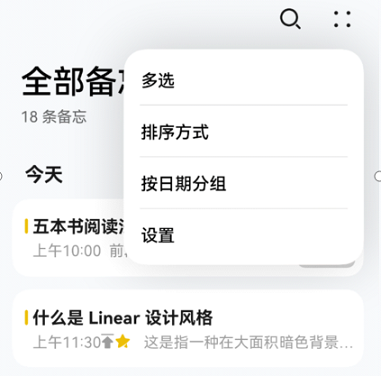 全部备忘
18 条备忘
多选
排序方式
按日期分组
设置
今天
五本书阅读
上午10:00 前
什么是 Linear 设计风格
上午11:30 这是指一种在大面积暗色背景…